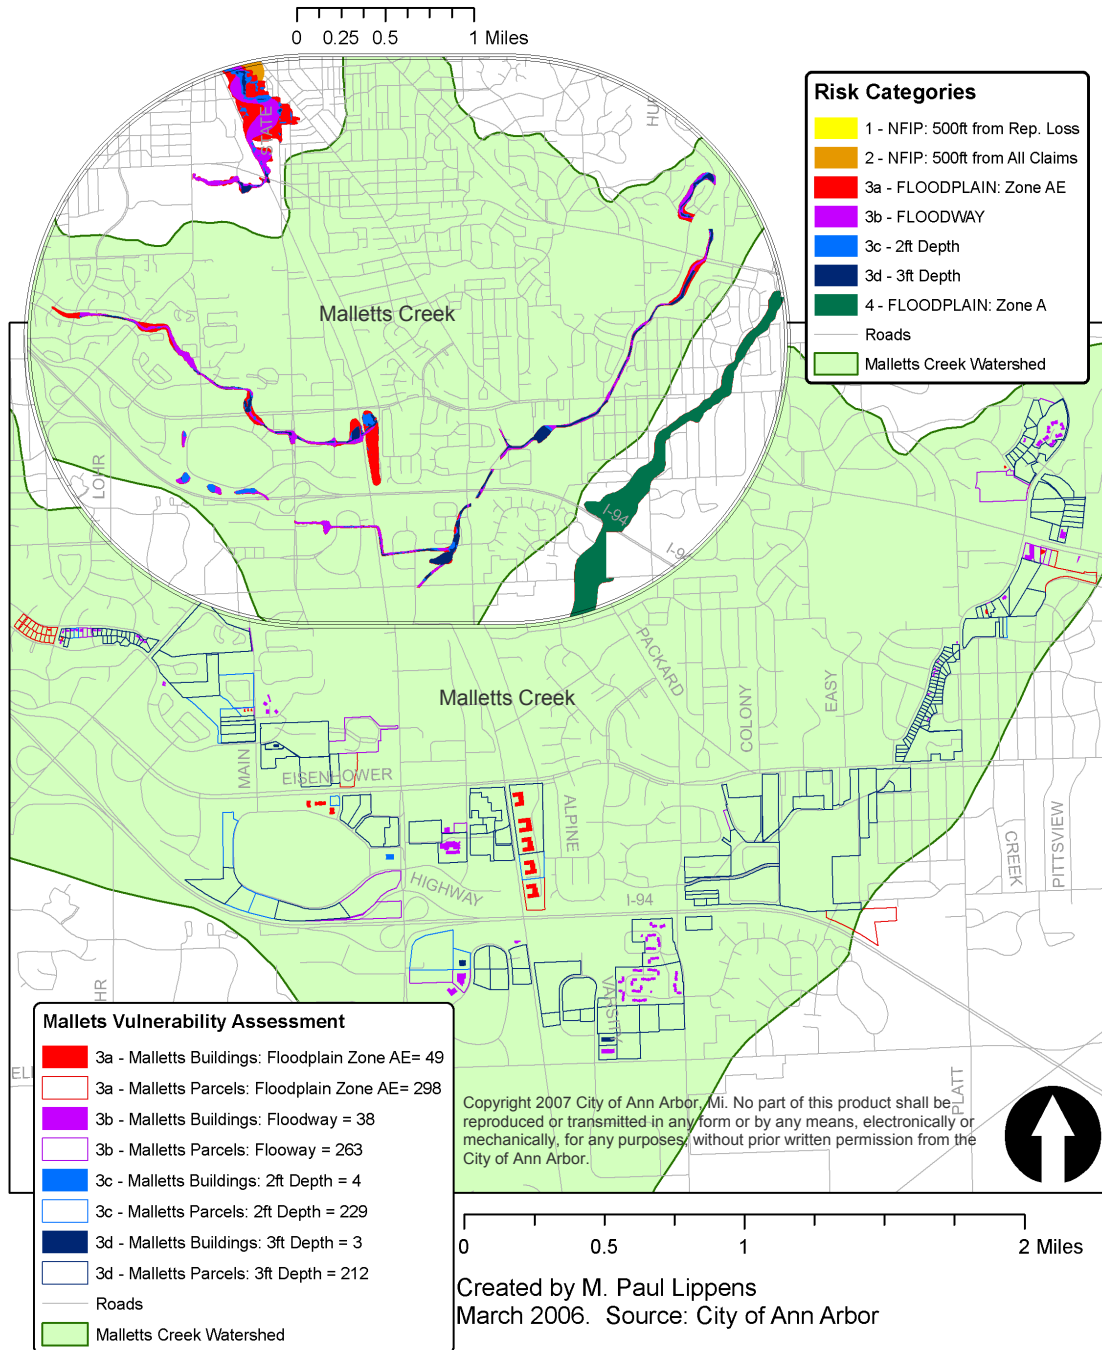 0 0.25 0.5 1 Miles
Risk Categories
1 - NFIP: 500ft from Rep. Loss
2 - NFIP: 500ft from All Claims
3a - FLOODPLAIN: Zone AE
3b - FLOODWAY
3c - 2ft Depth
3d - 3ft Depth
4 - FLOODPLAIN: Zone A
Roads
Malletts Creek Watershed
STATE
HU
Malletts Creek
LOHR
I-94
I-94
PACKARD
Malletts Creek
COLONY
EASY
MAIN
EISENHOWER
ALPINE
CREEK
PITTSVIEW
HIGHWAY
I-94
VARSITY
HR
ELL
PLATT
Mallets Vulnerability Assessment
3a - Malletts Buildings: Floodplain Zone AE= 49
3a - Malletts Parcels: Floodplain Zone AE= 298
3b - Malletts Buildings: Floodway = 38
3b - Malletts Parcels: Flooway = 263
3c - Malletts Buildings: 2ft Depth = 4
3c - Malletts Parcels: 2ft Depth = 229
3d - Malletts Buildings: 3ft Depth = 3
3d - Malletts Parcels: 3ft Depth = 212
Roads
Malletts Creek Watershed
Copyright 2007 City of Ann Arbor, Mi. No part of this product shall be
reproduced or transmitted in any form or by any means, electronically or
mechanically, for any purposes, without prior written permission from the
City of Ann Arbor.
0 0.5 1 2 Miles
Created by M. Paul Lippens
March 2006. Source: City of Ann Arbor